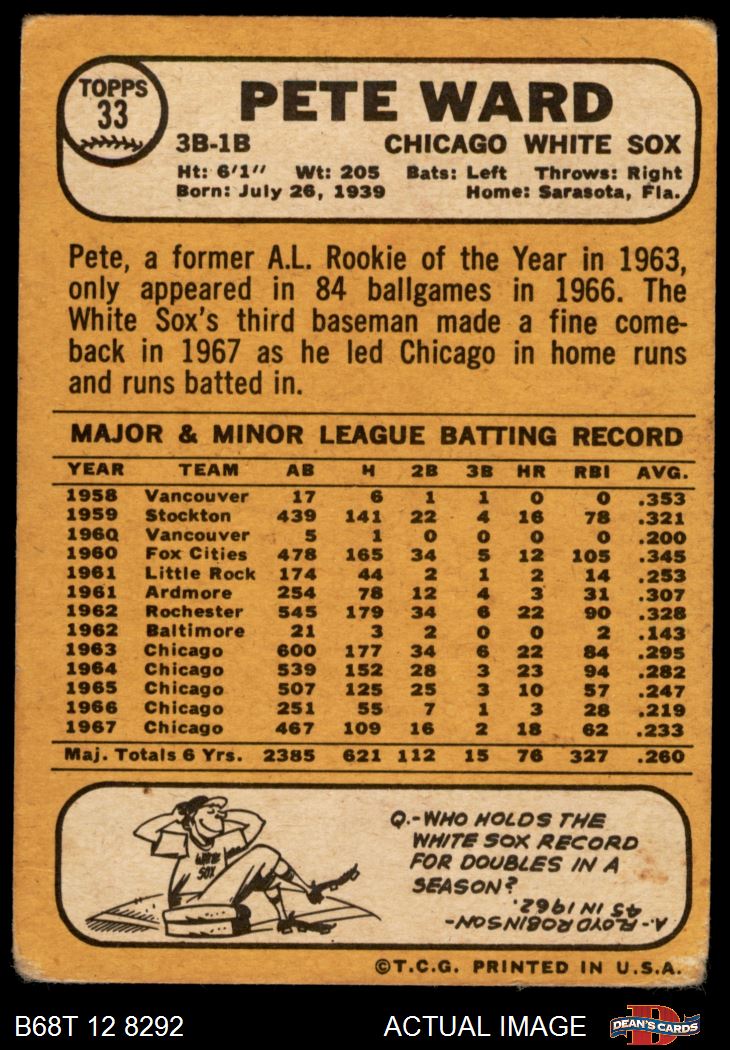 TOPPS
33
PETE WARD
3B-1B CHICAGO WHITE SOX
Ht: 6'1" Wt: 205 Bats: Left Throws: Right
Born: July 26, 1939 Home: Sarasota, Fla.
Pete, a former A.L. Rookie of the Year in 1963,
only appeared in 84 ballgames in 1966. The
White Sox's third baseman made a fine come-
back in 1967 as he led Chicago in home runs
and runs batted in.
MAJOR & MINOR LEAGUE BATTING RECORD
YEAR TEAM AB H 2B 3B HR RBI AVG.
1958 Vancouver 17 6 1 1 0 0 .353
1959 Stockton 439 141 22 4 16 78 .321
1960 Vancouver 5 1 0 0 0 0 .200
1960 Fox Cities 478 165 34 5 12 105 .345
1961 Little Rock 174 44 2 1 2 14 .253
1961 Ardmore 254 78 12 4 3 31 .307
1962 Rochester 545 179 34 6 22 90 .328
1962 Baltimore 21 3 2 0 0 2 .143
1963 Chicago 600 177 34 6 22 84 .295
1964 Chicago 539 152 28 3 23 94 .282
1965 Chicago 507 125 25 3 10 57 .247
1966 Chicago 251 55 7 1 3 28 .219
1967 Chicago 467 109 16 2 18 62 .233
Maj. Totals 6 Yrs. 2385 621 112 15 76 327 .260
WHITE
SOX
Q.-WHO HOLDS THE
WHITE SOX RECORD
FOR DOUBLES IN A
SEASON?
A.-FLOYD ROBINSON-
45 IN 1962.
©T.C.G. PRINTED IN U.S.A.
B68T 12 8292 ACTUAL IMAGE D DEAN'S CARDS